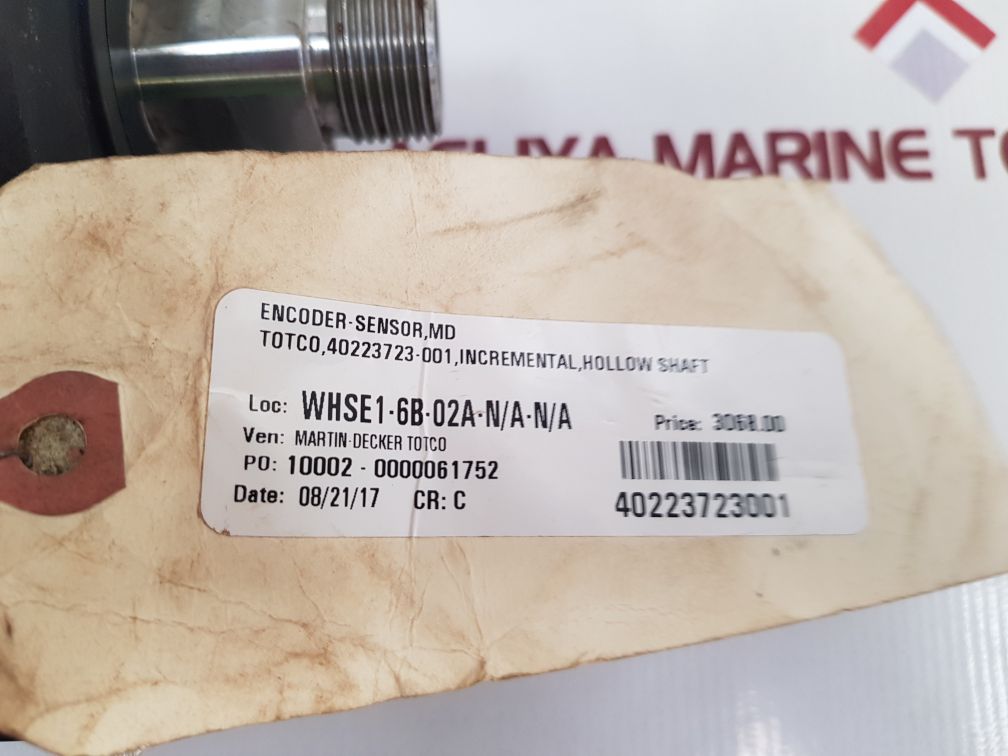 MARINE
ENCODER-SENSOR,MD
TOTCO,40223723-001,INCREMENTAL,HOLLOW SHAFT
Loc: WHSE1-6B-02A-N/A-N/A
Price: 3068.00
Ven: MARTIN-DECKER TOTCO
PO: 10002 - 0000061752
Date: 08/21/17 CR: C
40223723001